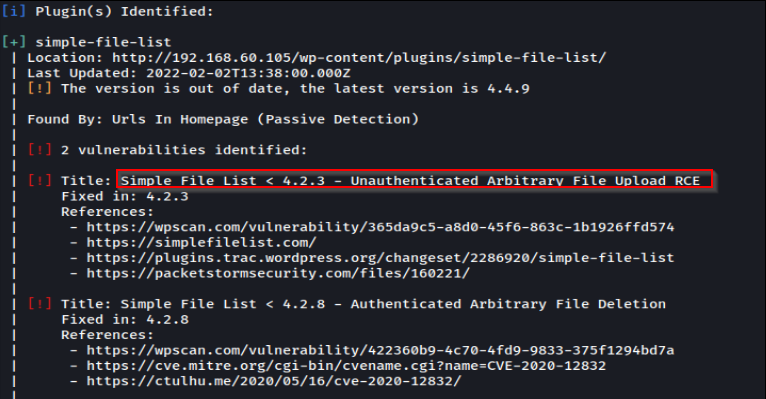 [i] Plugin(s) Identified:
[+] simple-file-list
| Location: http://192.168.60.105/wp-content/plugins/simple-file-list/
| Last Updated: 2022-02-02T13:38:00.000Z
| [!] The version is out of date, the latest version is 4.4.9
|
| Found By: Urls In Homepage (Passive Detection)
|
| [!] 2 vulnerabilities identified:
|
| [!] Title: Simple File List < 4.2.3 - Unauthenticated Arbitrary File Upload RCE
| Fixed in: 4.2.3
| References:
| - https://wpscan.com/vulnerability/365da9c5-a8d0-45f6-863c-1b1926ffd574
| - https://simplefilelist.com/
| - https://plugins.trac.wordpress.org/changeset/2286920/simple-file-list
| - https://packetstormsecurity.com/files/160221/
|
| [!] Title: Simple File List < 4.2.8 - Authenticated Arbitrary File Deletion
| Fixed in: 4.2.8
| References:
| - https://wpscan.com/vulnerability/422360b9-4c70-4fd9-9833-375f1294bd7a
| - https://cve.mitre.org/cgi-bin/cvename.cgi?name=CVE-2020-12832
| - https://ctulhu.me/2020/05/16/cve-2020-12832/
|